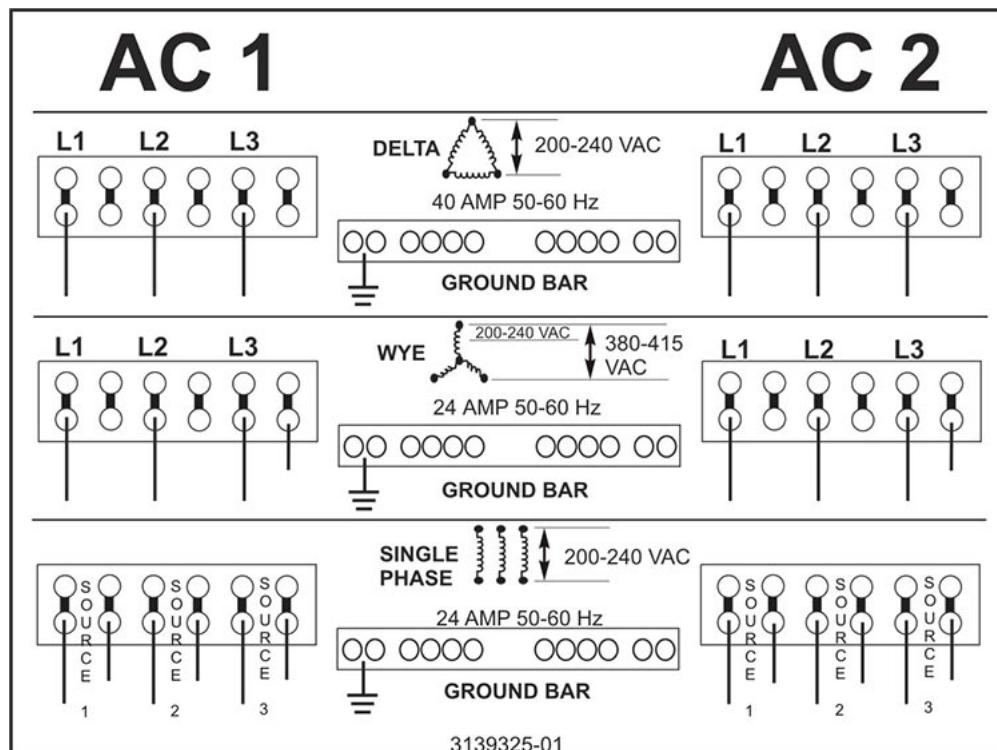 AC 1
AC 2
L1 L2 L3
DELTA
200-240 VAC
40 AMP 50-60 Hz
GROUND BAR
L1 L2 L3
L1 L2 L3
WYE
200-240 VAC
380-415
VAC
24 AMP 50-60 Hz
GROUND BAR
L1 L2 L3
SOURCE
1
SOURCE
2
SOURCE
3
SINGLE
PHASE
200-240 VAC
24 AMP 50-60 Hz
GROUND BAR
SOURCE
1
SOURCE
2
SOURCE
3
3139325-01